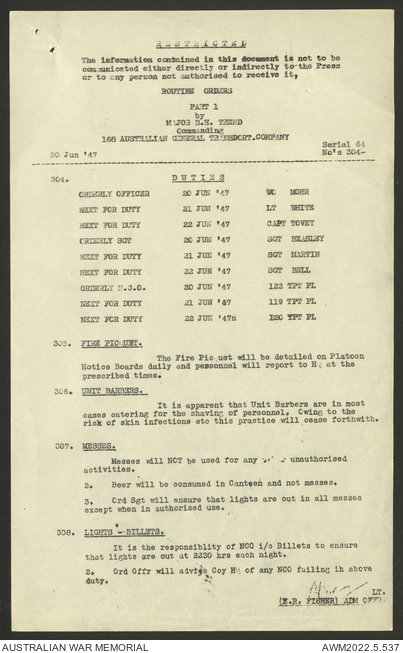 RESTRICTED
The information contained in this document is not to be
communicated either directly or indirectly to the Press
or to any person not authorised to receive it,
ROUTINE ORDERS
PART 1
by
MAJOR B.H. TREND
Commanding
168 AUSTRALIAN GENERAL TRANSPORT.COMPANY
20 Jun '47
Serial 64
No's 304-
304. DUTIES
ORDERLY OFFICER 20 JUN '47 WO MOHR
NEXT FOR DUTY 21 JUN '47 LT WHITE
NEXT FOR DUTY 22 JUN '47 CAPT TOVEY
ORDERLY SGT 20 JUN '47 SGT BEASLEY
NEXT FOR DUTY 21 JUN '47 SGT MARTIN
NEXT FOR DUTY 22 JUN '47 SGT BELL
ORDERLY N.C.O. 20 JUN '47 122 TPT PL
NEXT FOR DUTY 21 JUN '47 119 TPT PL
NEXT FOR DUTY 22 JUN '47n 120 TPT PL
305. FIRE PICQUET.
The Fire Picquet will be detailed on Platoon
Notice Boards daily and personnel will report to HQ at the
prescribed times.
306. UNIT BARBERS.
It is apparent that Unit Barbers are in most
cases catering for the shaving of personnel. Owing to the
risk of skin infections etc this practice will cease forthwith.
307. MESSES.
Messes will NOT be used for any unauthorised
activities.
2. Beer will be consumed in Canteen and not messes.
3. Ord Sgt will ensure that lights are out in all messes
except when in authorised use.
308. LIGHTS - BILLETS.
It is the responsiblity of NCO i/c Billets to ensure
that lights are out at 2230 hrs each night.
2. Ord Offr will advise Coy HQ of any NCO failing ih above
duty.
LT.
(E.R. FISHER) ADM OFFR
AUSTRALIAN WAR MEMORIAL
AWM2022.5.537